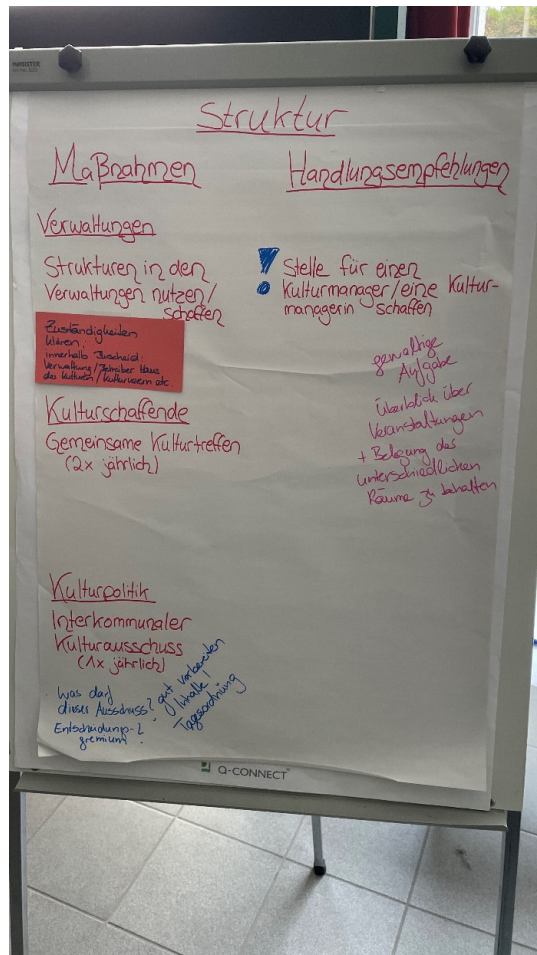 MAGISTER
Struktur
Maßnahmen
Handlungsempfehlungen
Verwaltungen
Strukturen in den
Verwaltungen nutzen/
schaffen
Zuständigkeiten
klären,
innerhalb
Verwaltung/Betreiber Haus
der Kulturen/Kulturverein etc.
Kulturschaffende
Gemeinsame Kulturtreffen
(2x jährlich)
Kulturpolitik
Interkommunaler
Kulturausschuss
(1x jährlich)
Was darf
dieser Ausschuss?
Entscheidungs-
gremium?
gut vorbereiten
Inhalte,
Tagesordnung
! Stelle für einen
Kulturmanager/eine Kultur-
managerin schaffen
gewaltige
Aufgabe
Überblick über
Veranstaltungen
+ Belegung der
unterschiedlichen
Räume zu behalten
Q-CONNECT